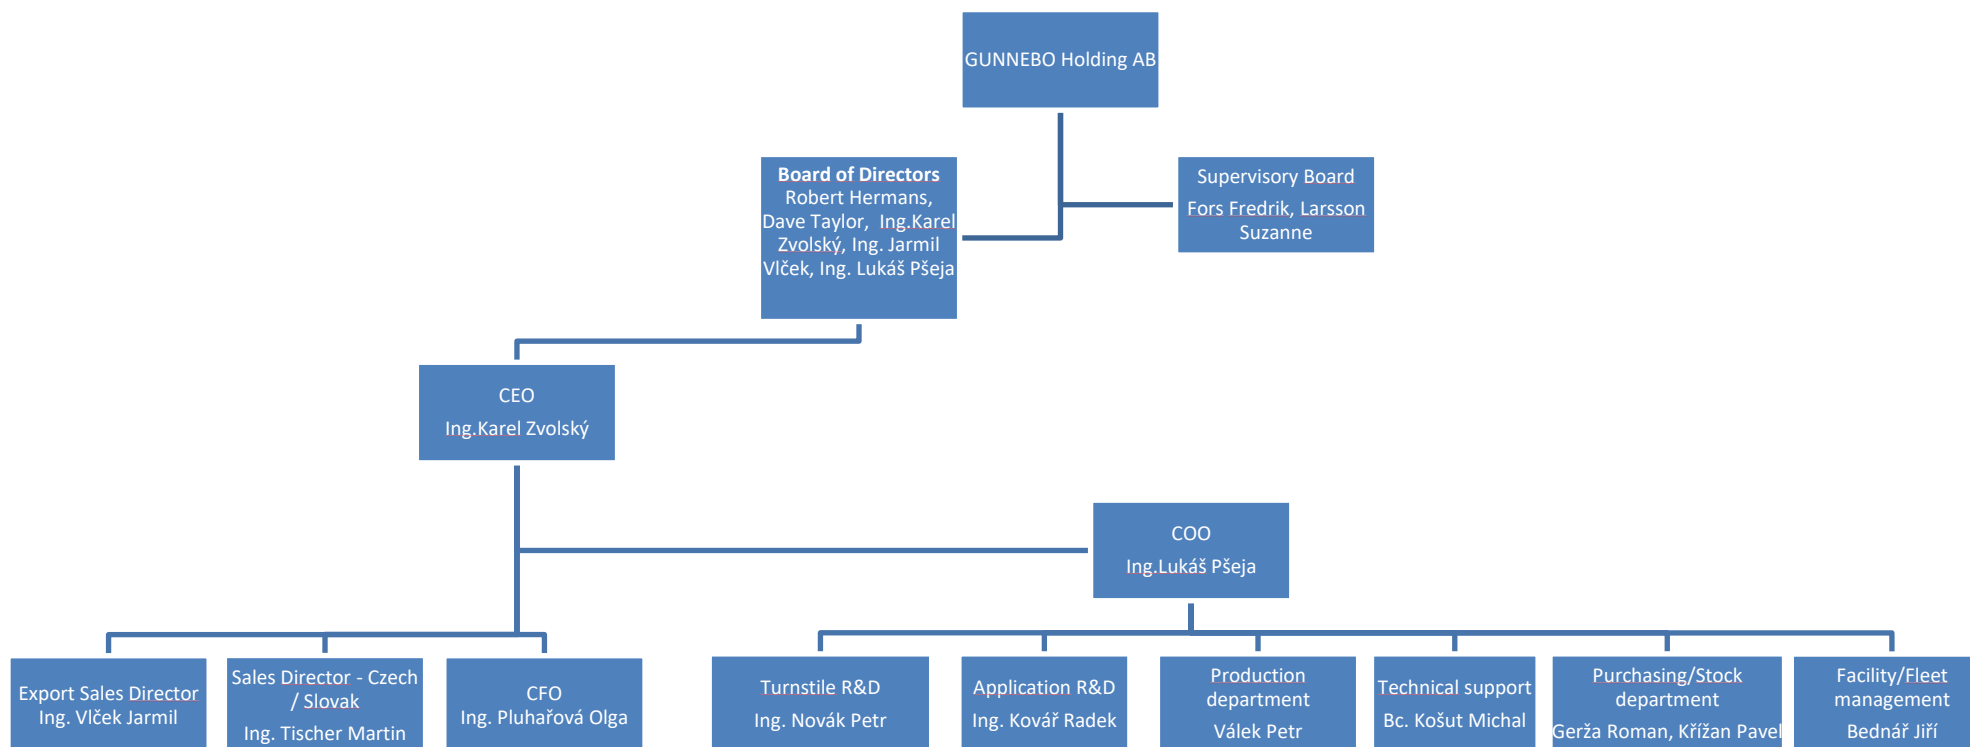 GUNNEBO Holding AB
Board of Directors
Robert Hermans,
Dave Taylor,  Ing.Karel
Zvolský, Ing. Jarmil
Vlček, Ing. Lukáš Pšeja
Supervisory Board
Fors Fredrik, Larsson
Suzanne
CEO
Ing.Karel Zvolský
COO
Ing.Lukáš Pšeja
Export Sales Director
Ing. Vlček Jarmil
Sales Director - Czech
/ Slovak
Ing. Tischer Martin
CFO
Ing. Pluhařová Olga
Turnstile R&D
Ing. Novák Petr
Application R&D
Ing. Kovář Radek
Production
department
Válek Petr
Technical support
Bc. Košut Michal
Purchasing/Stock
department
Gerža Roman, Křížan Pavel
Facility/Fleet
management
Bednář Jiří